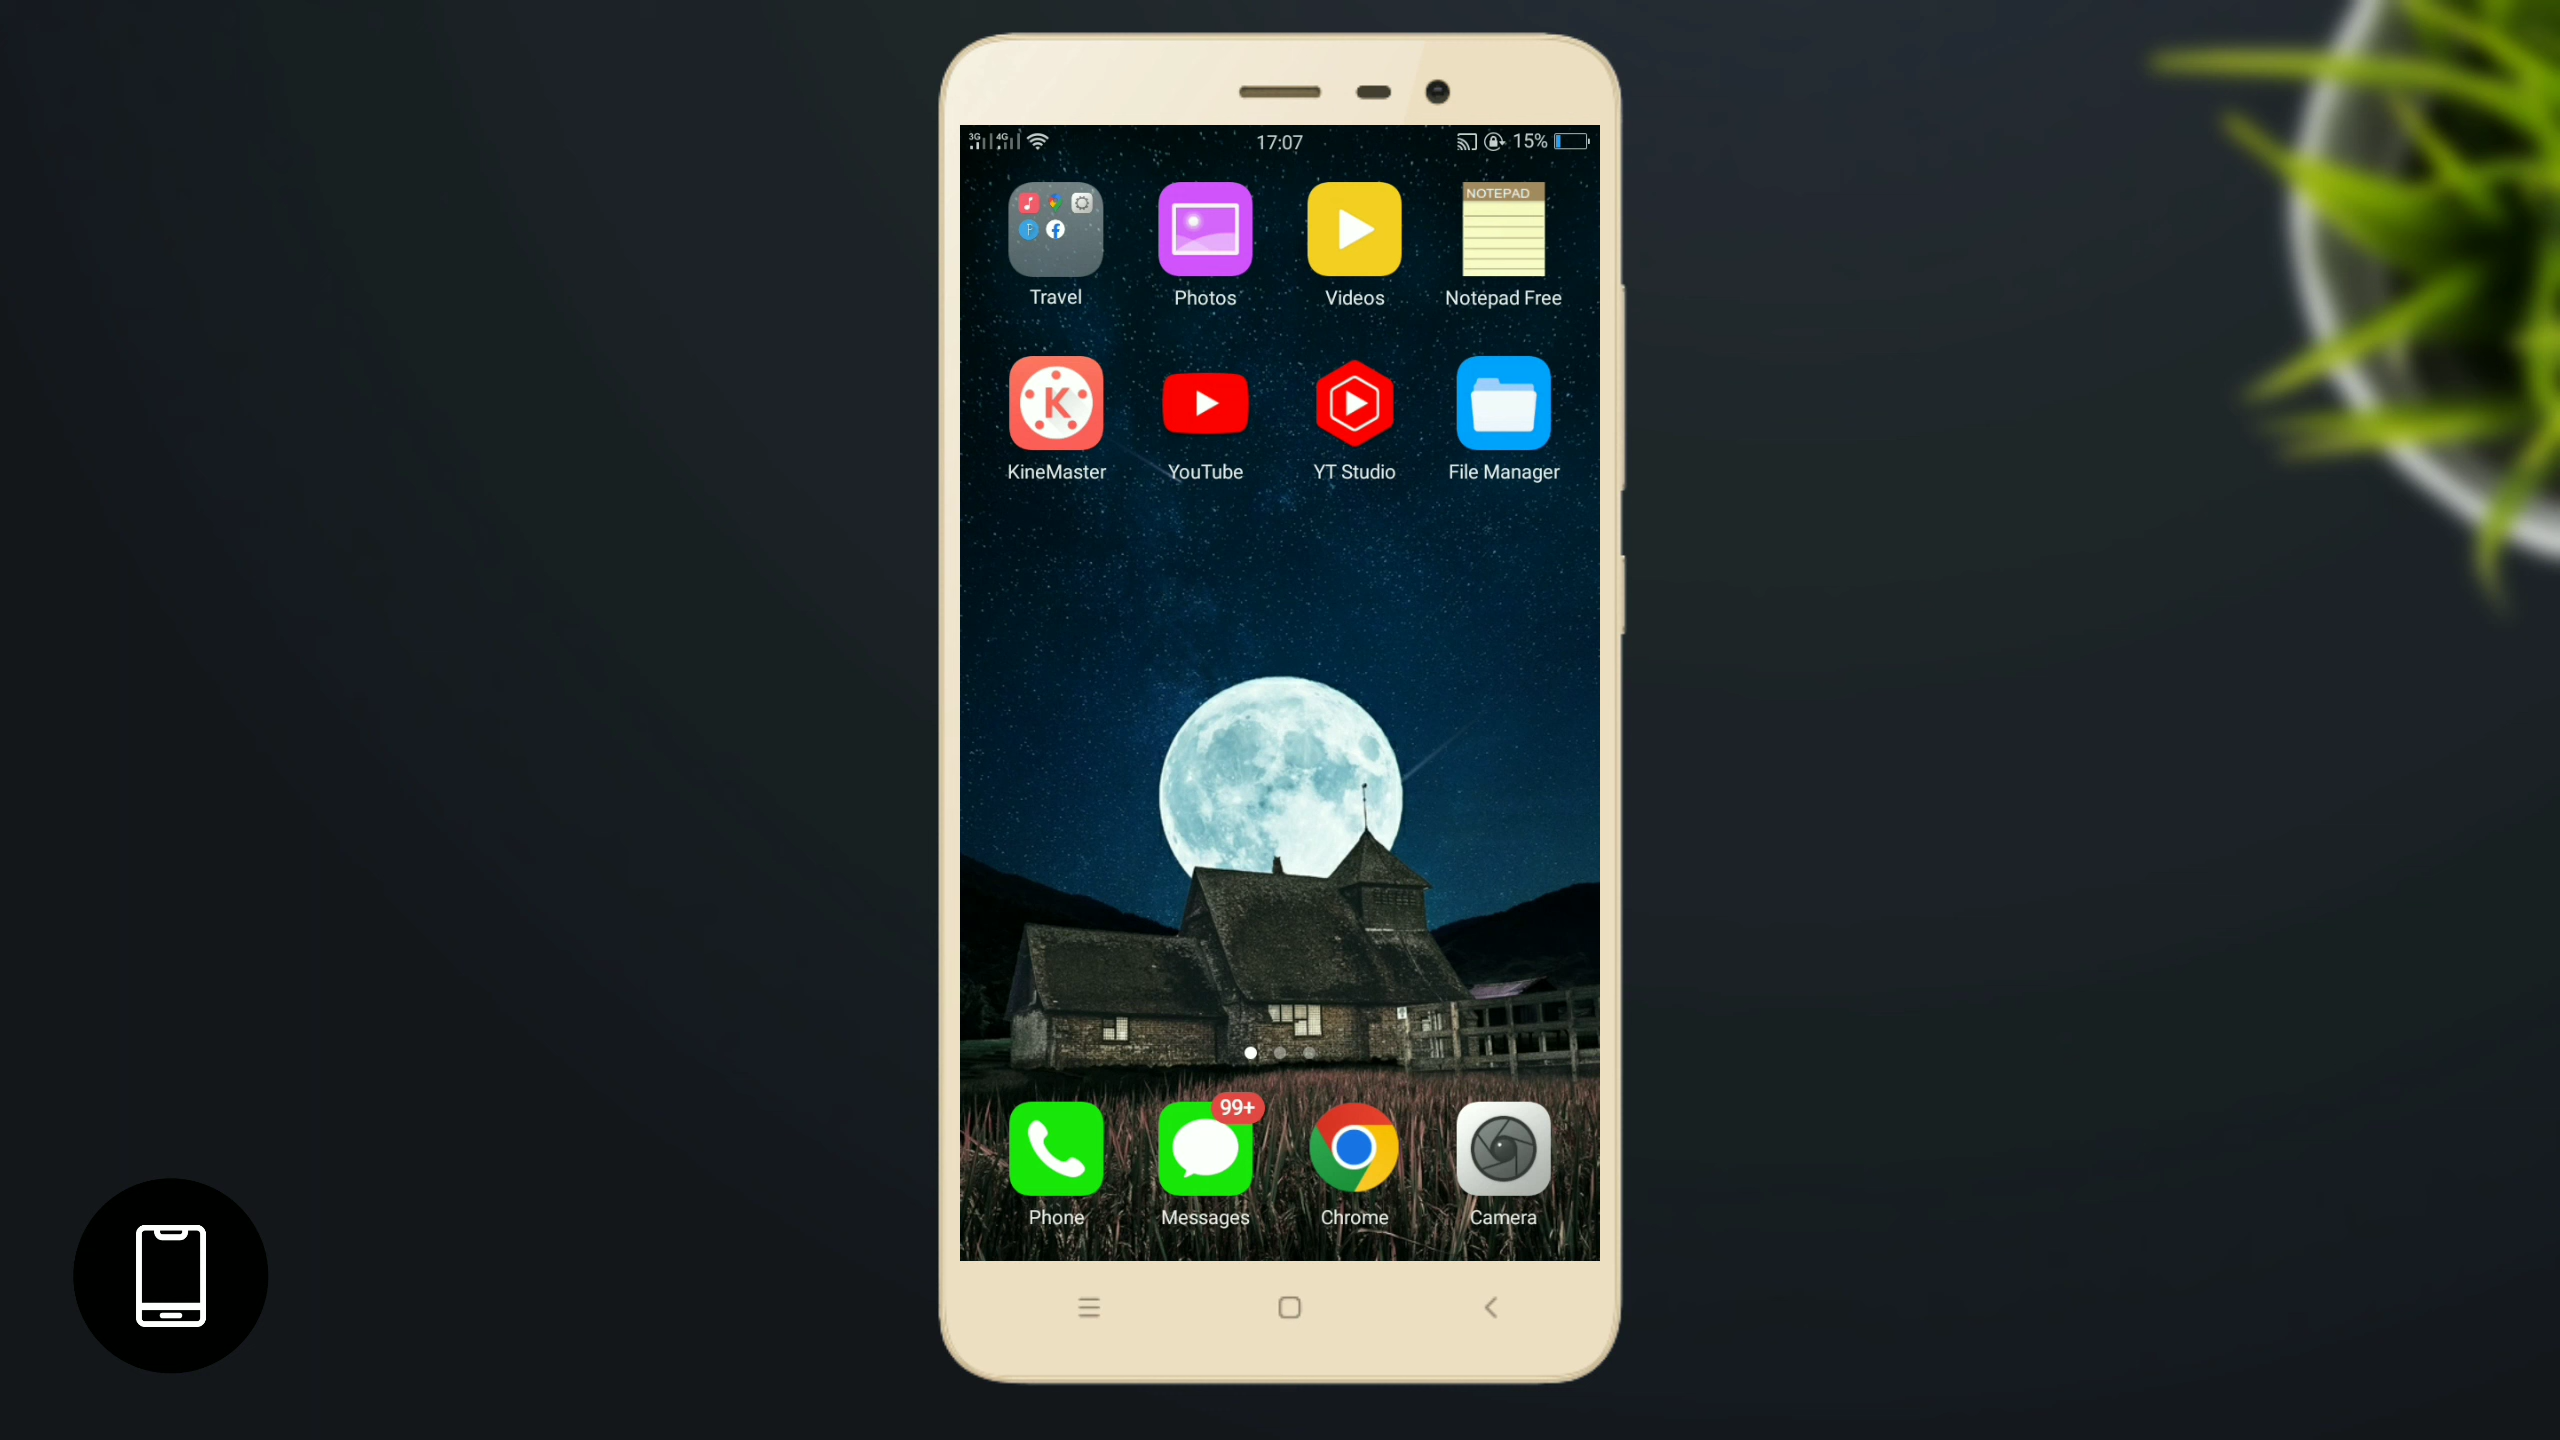 3G 4G 17:07 15%
NOTEPAD
Travel Photos Videos Notepad Free
K
KineMaster YouTube YT Studio File Manager
99+
Phone Messages Chrome Camera